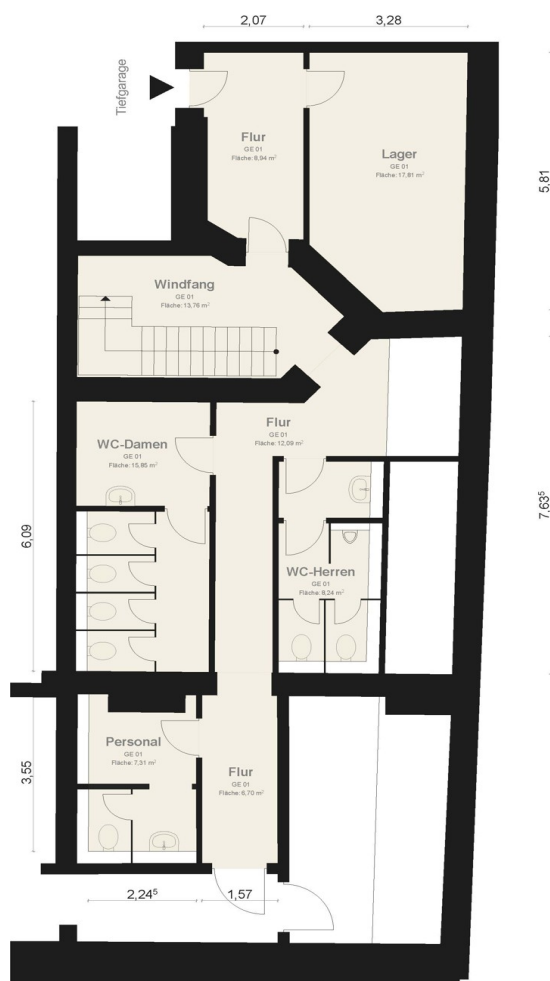 2,07
3,28
Tiefgarage
Flur
GE 01
Fläche: 8,94 m²
Lager
GE 01
Fläche: 17,81 m²
5,81
Windfang
GE 01
Fläche: 13,76 m²
Flur
GE 01
Fläche: 12,09 m²
WC-Damen
GE 01
Fläche: 15,85 m²
6,09
7,63⁵
WC-Herren
GE 01
Fläche: 8,24 m²
Personal
GE 01
Fläche: 7,31 m²
3,55
Flur
GE 01
Fläche: 6,70 m²
2,24⁵
1,57